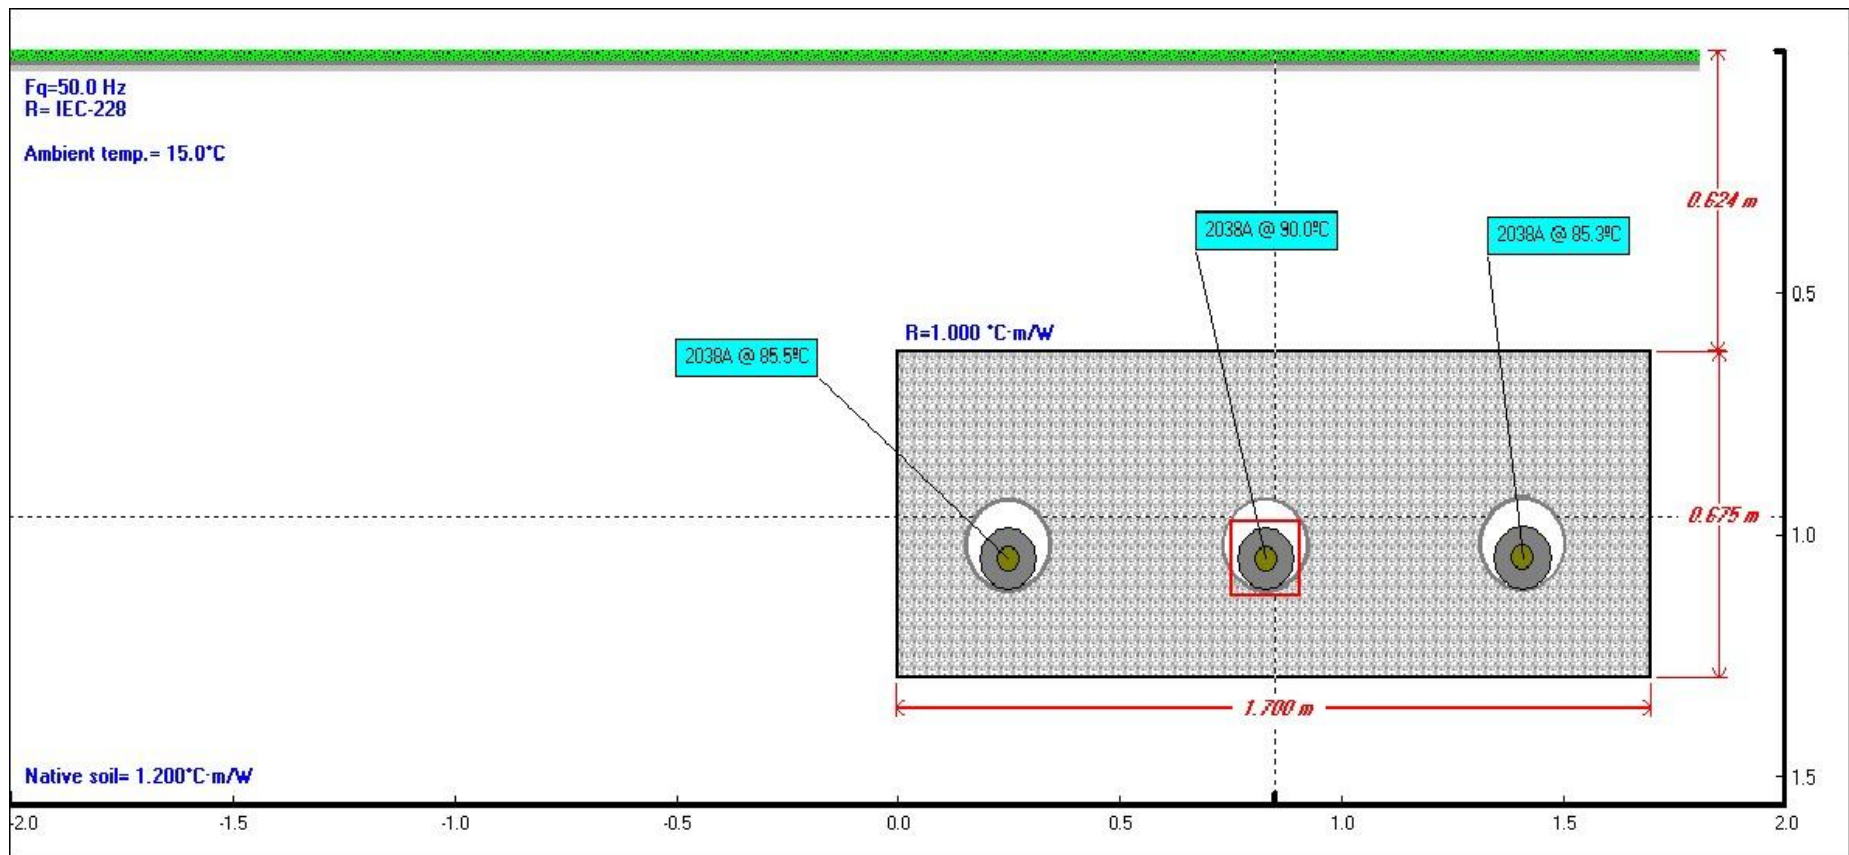 Fq=50.0 Hz
R= IEC-228
Ambient temp.= 15.0°C
0.624 m
2038A @ 90.0ºC
2038A @ 85.3ºC
0.5
R=1.000 °C·m/W
2038A @ 85.5ºC
0.675 m
1.0
1.700 m
Native soil= 1.200°C·m/W
1.5
-2.0 -1.5 -1.0 -0.5 0.0 0.5 1.0 1.5 2.0